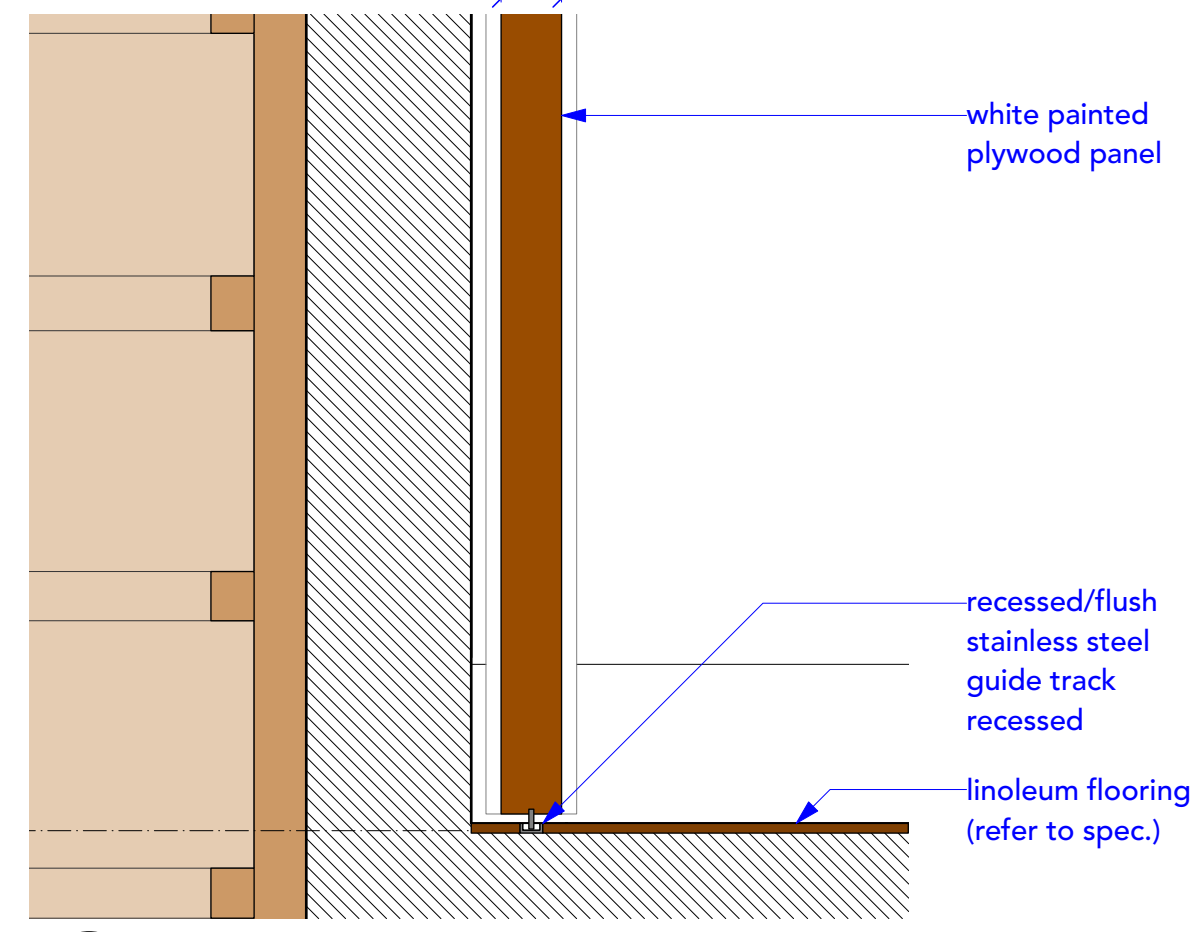 white painted
plywood panel
recessed/flush
stainless steel
guide track
recessed
linoleum flooring
(refer to spec.)